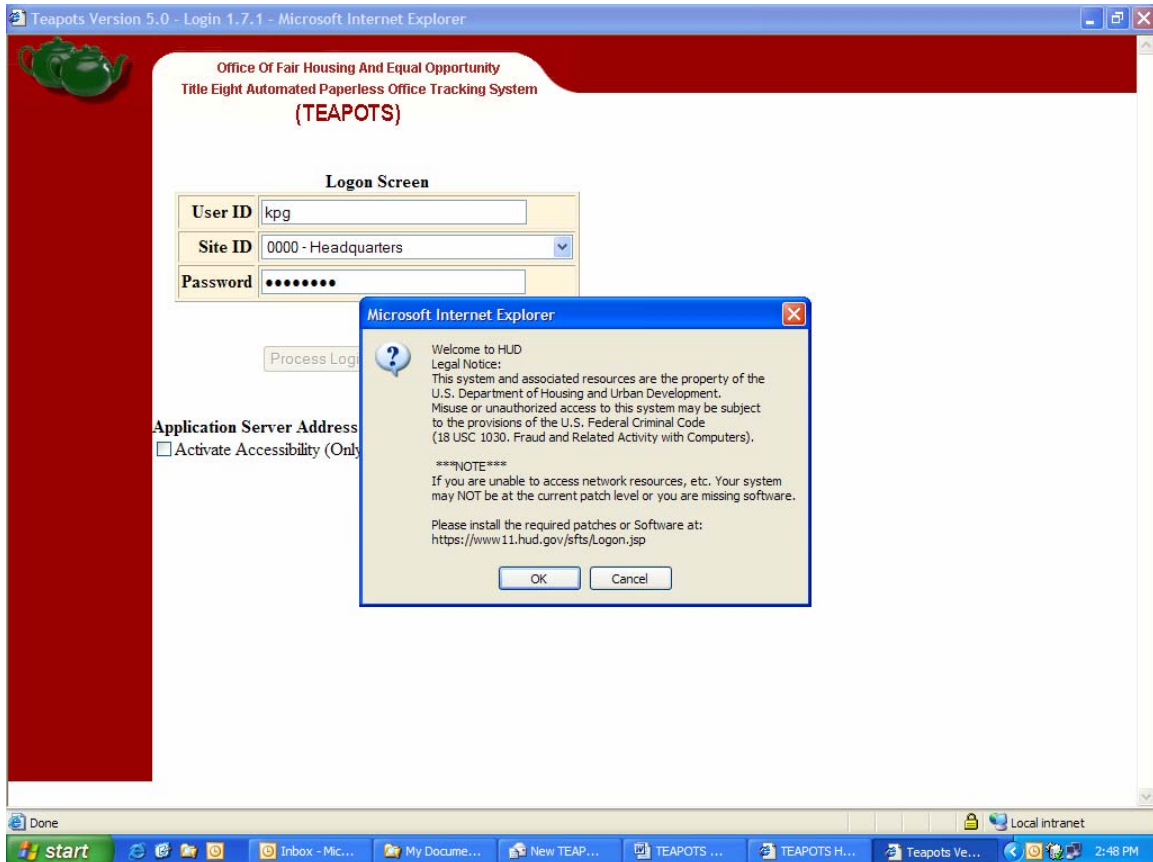 Teapots Version 5.0 - Login 1.7.1 - Microsoft Internet Explorer
Office Of Fair Housing And Equal Opportunity
Title Eight Automated Paperless Office Tracking System
(TEAPOTS)
Logon Screen
User ID kpg
Site ID 0000 - Headquarters
Password ••••••••
Process Logi
Application Server Address
Activate Accessibility (Only
Microsoft Internet Explorer
Welcome to HUD
Legal Notice:
This system and associated resources are the property of the
U.S. Department of Housing and Urban Development.
Misuse or unauthorized access to this system may be subject
to the provisions of the U.S. Federal Criminal Code
(18 USC 1030. Fraud and Related Activity with Computers).
***NOTE***
If you are unable to access network resources, etc. Your system
may NOT be at the current patch level or you are missing software.
Please install the required patches or Software at:
https://www11.hud.gov/sfts/Logon.jsp
OK Cancel
Done Local intranet
start Inbox - Mic... My Docume... New TEAP... TEAPOTS ... TEAPOTS H... Teapots Ve... 2:48 PM